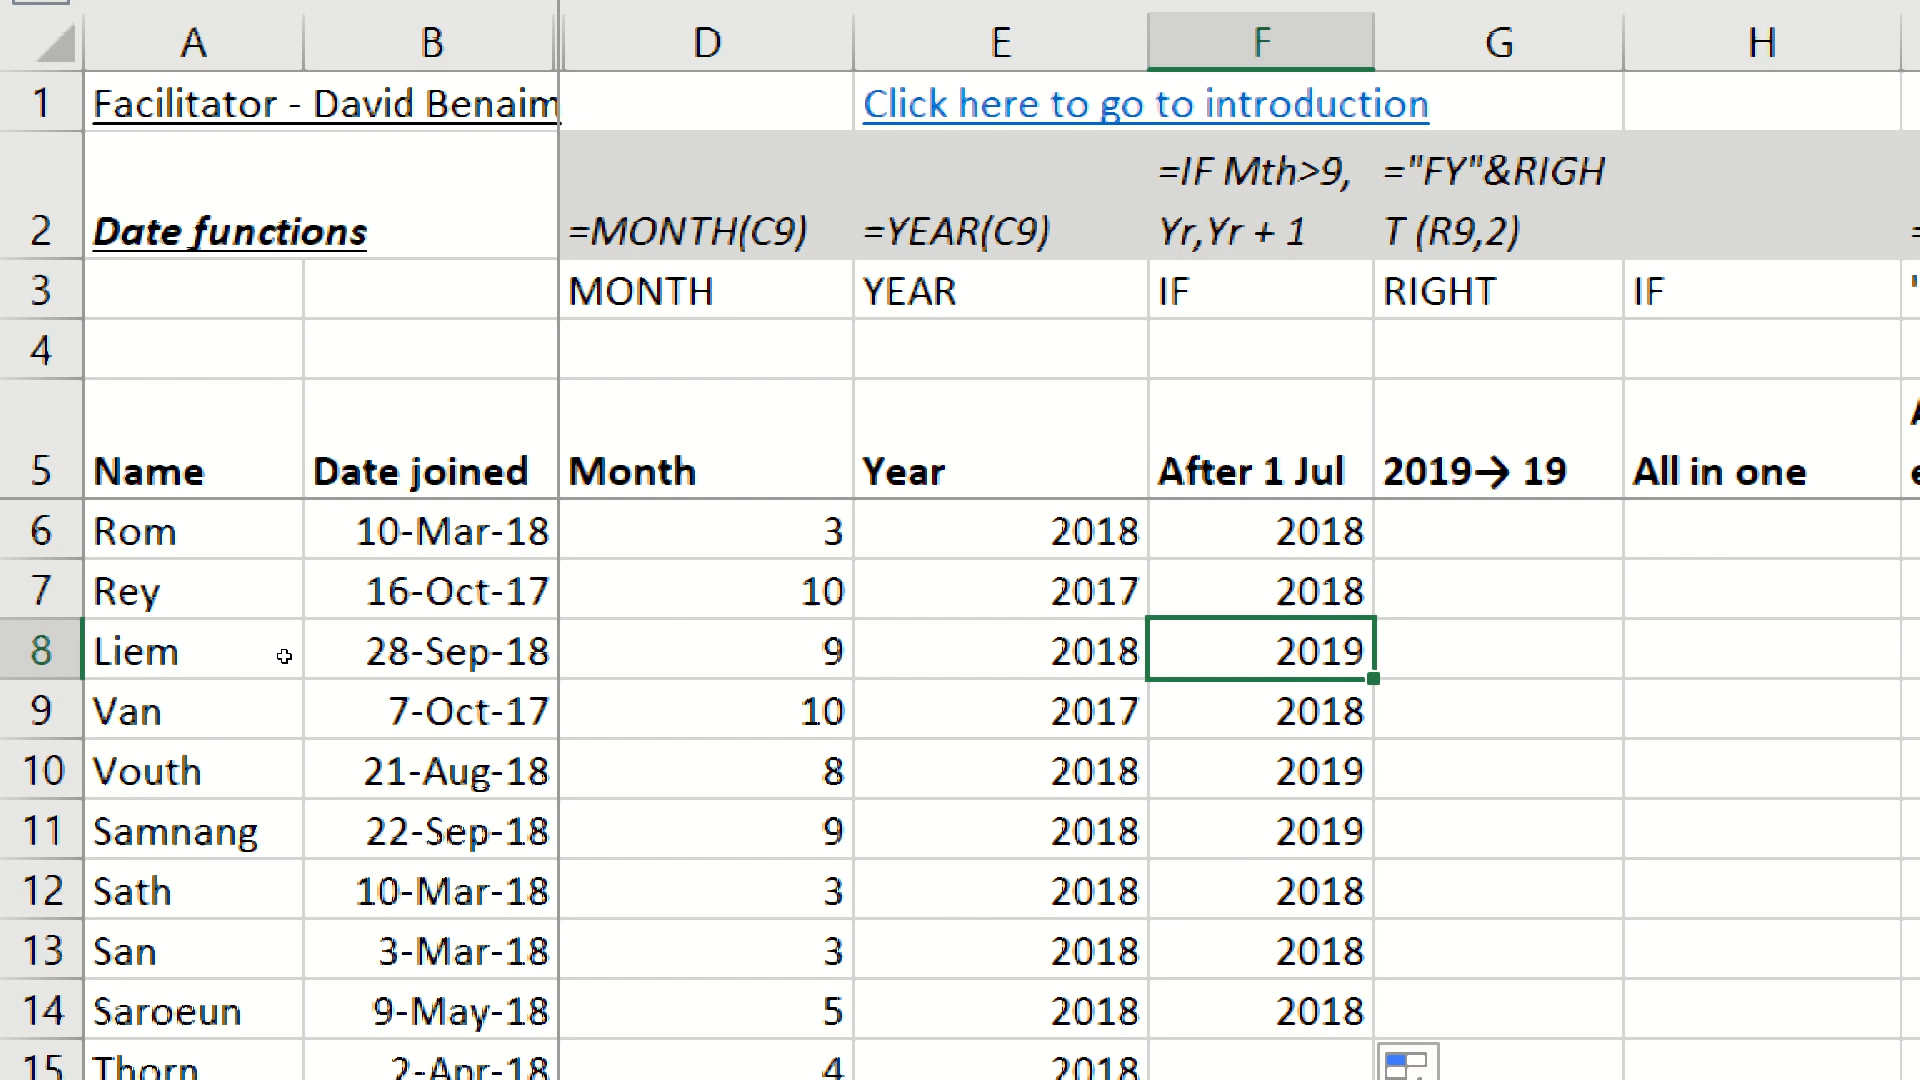 A B D E F G H
1 Facilitator - David Benaim Click here to go to introduction
=IF Mth>9, ="FY"&RIGH
2 Date functions =MONTH(C9) =YEAR(C9) Yr,Yr + 1 T (R9,2) =
3 MONTH YEAR IF RIGHT IF "
4
5 Name Date joined Month Year After 1 Jul 2019→ 19 All in one
6 Rom 10-Mar-18 3 2018 2018
7 Rey 16-Oct-17 10 2017 2018
8 Liem 28-Sep-18 9 2018 2019
9 Van 7-Oct-17 10 2017 2018
10 Vouth 21-Aug-18 8 2018 2019
11 Samnang 22-Sep-18 9 2018 2019
12 Sath 10-Mar-18 3 2018 2018
13 San 3-Mar-18 3 2018 2018
14 Saroeun 9-May-18 5 2018 2018
15 Thorn 2-Apr-18 4 2018